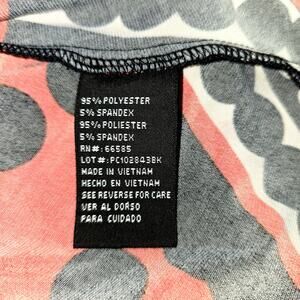 95% POLYESTER
5% SPANDEX
95% POLIESTER
5% SPANDEX
RN#: 66585
LOT#: PC102843BK
MADE IN VIETNAM
HECHO EN VIETNAM
SEE REVERSE FOR CARE
VER AL DORSO
PARA CUIDADO